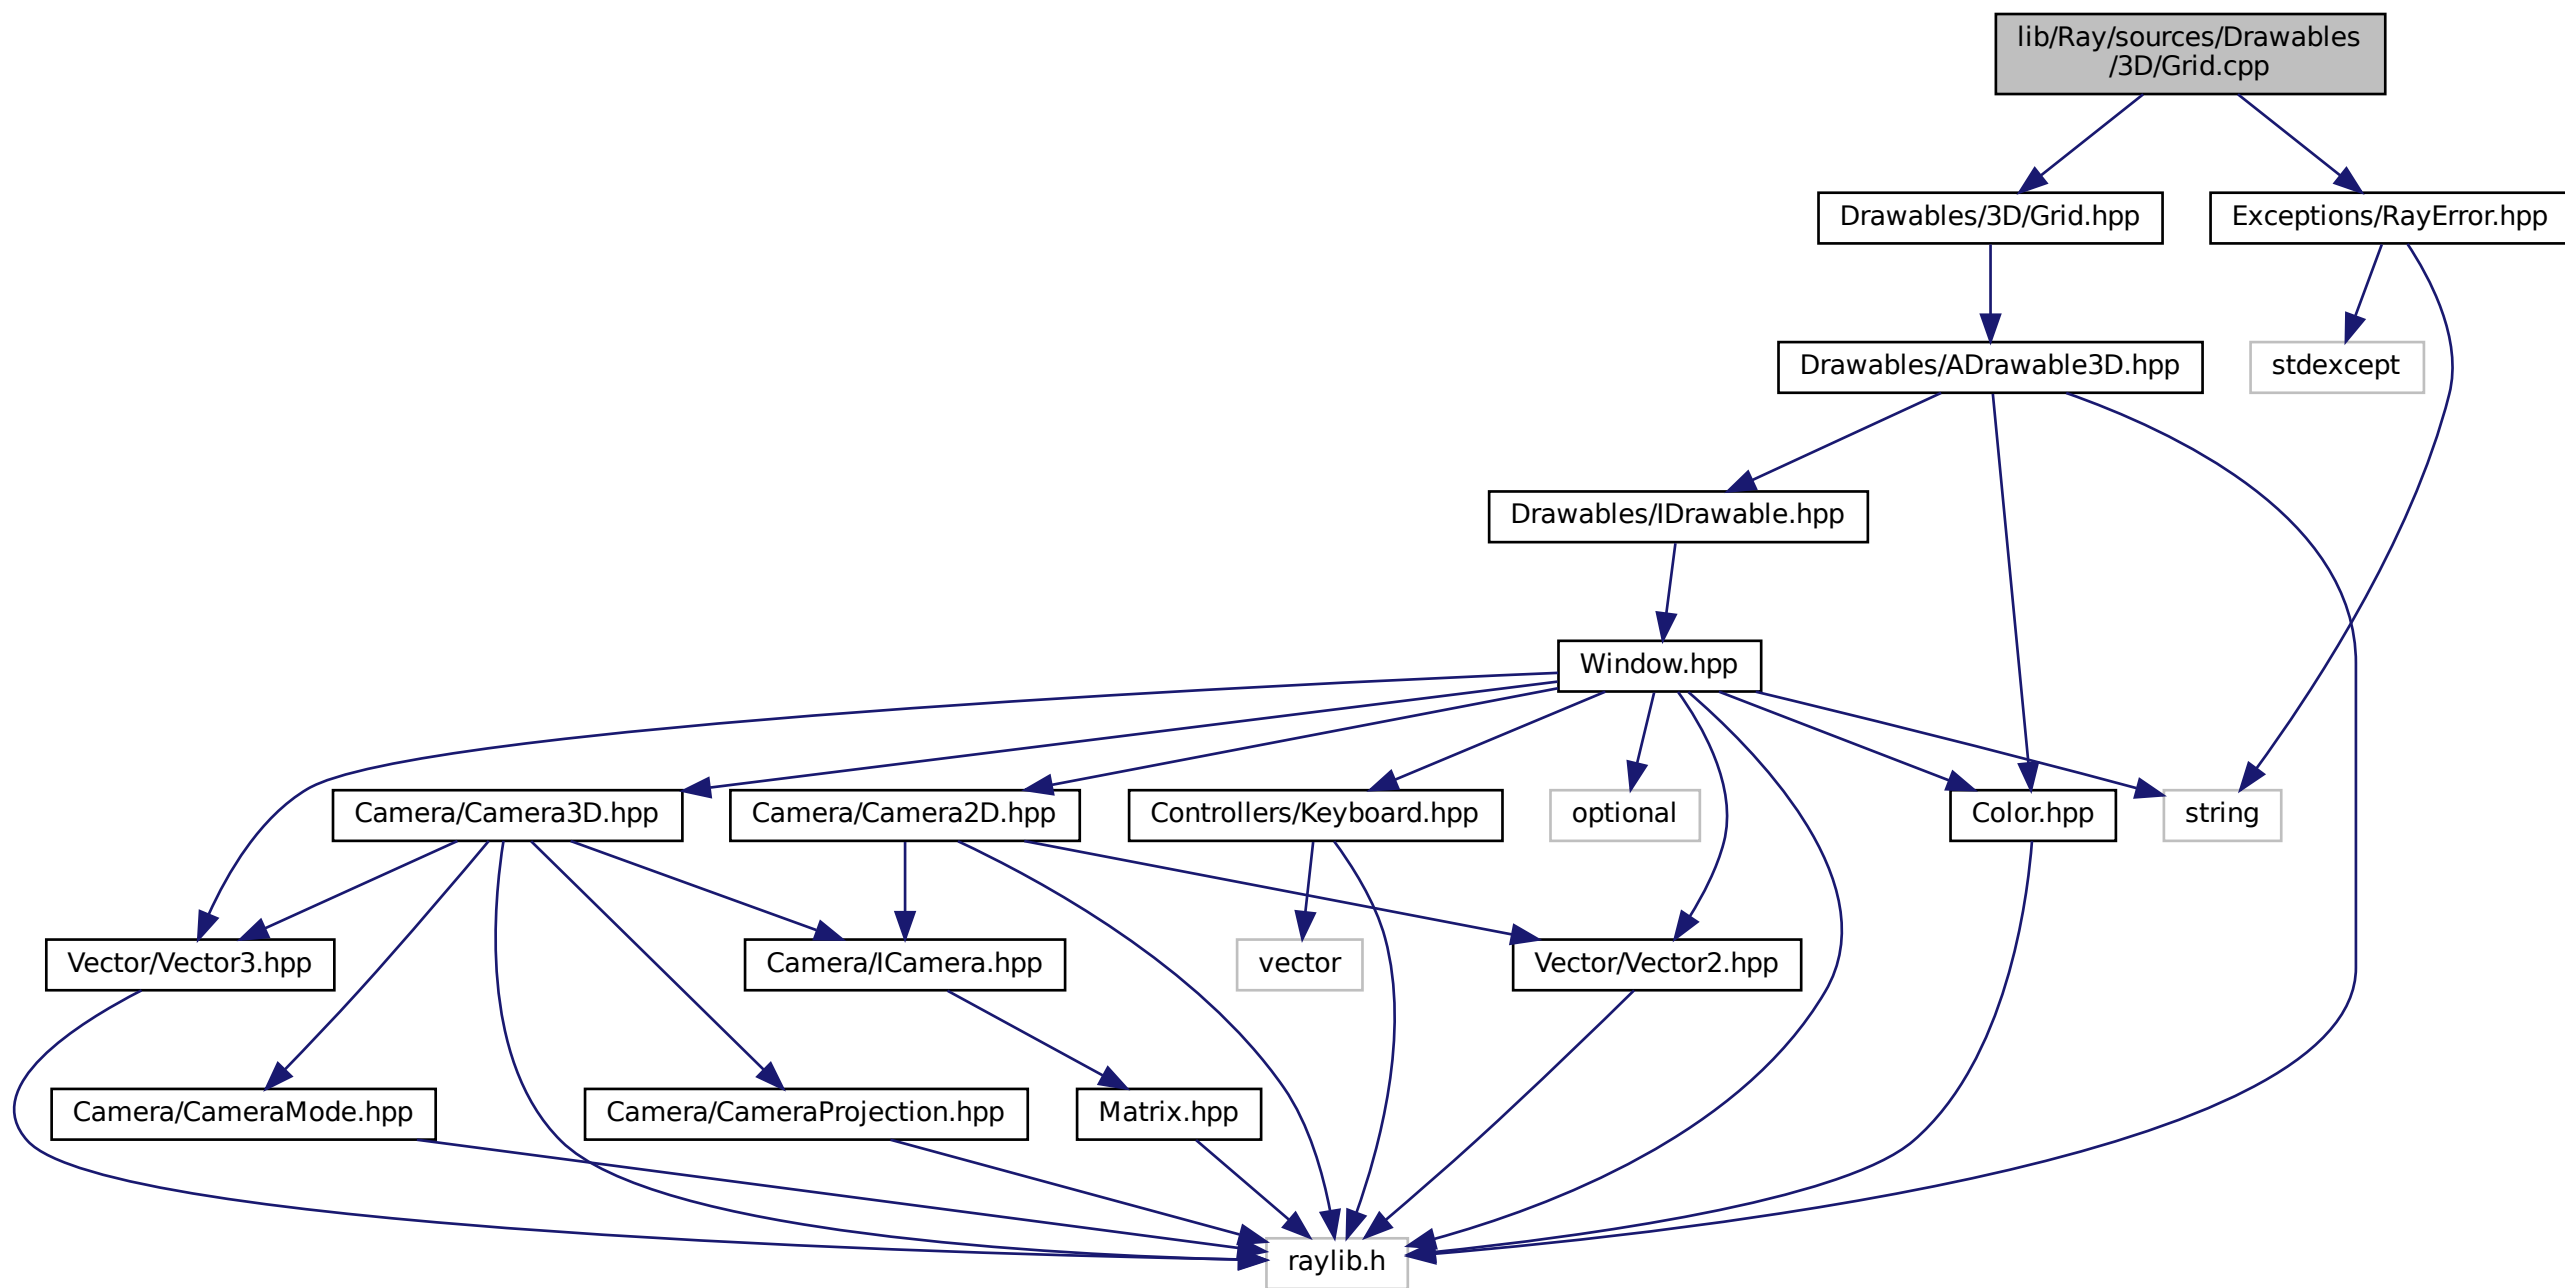 lib/Ray/sources/Drawables
/3D/Grid.cpp
Drawables/3D/Grid.hpp
Exceptions/RayError.hpp
Drawables/ADrawable3D.hpp
stdexcept
Drawables/IDrawable.hpp
Window.hpp
Camera/Camera3D.hpp
Camera/Camera2D.hpp
Controllers/Keyboard.hpp
optional
Color.hpp
string
Vector/Vector3.hpp
Camera/ICamera.hpp
vector
Vector/Vector2.hpp
Camera/CameraMode.hpp
Camera/CameraProjection.hpp
Matrix.hpp
raylib.h